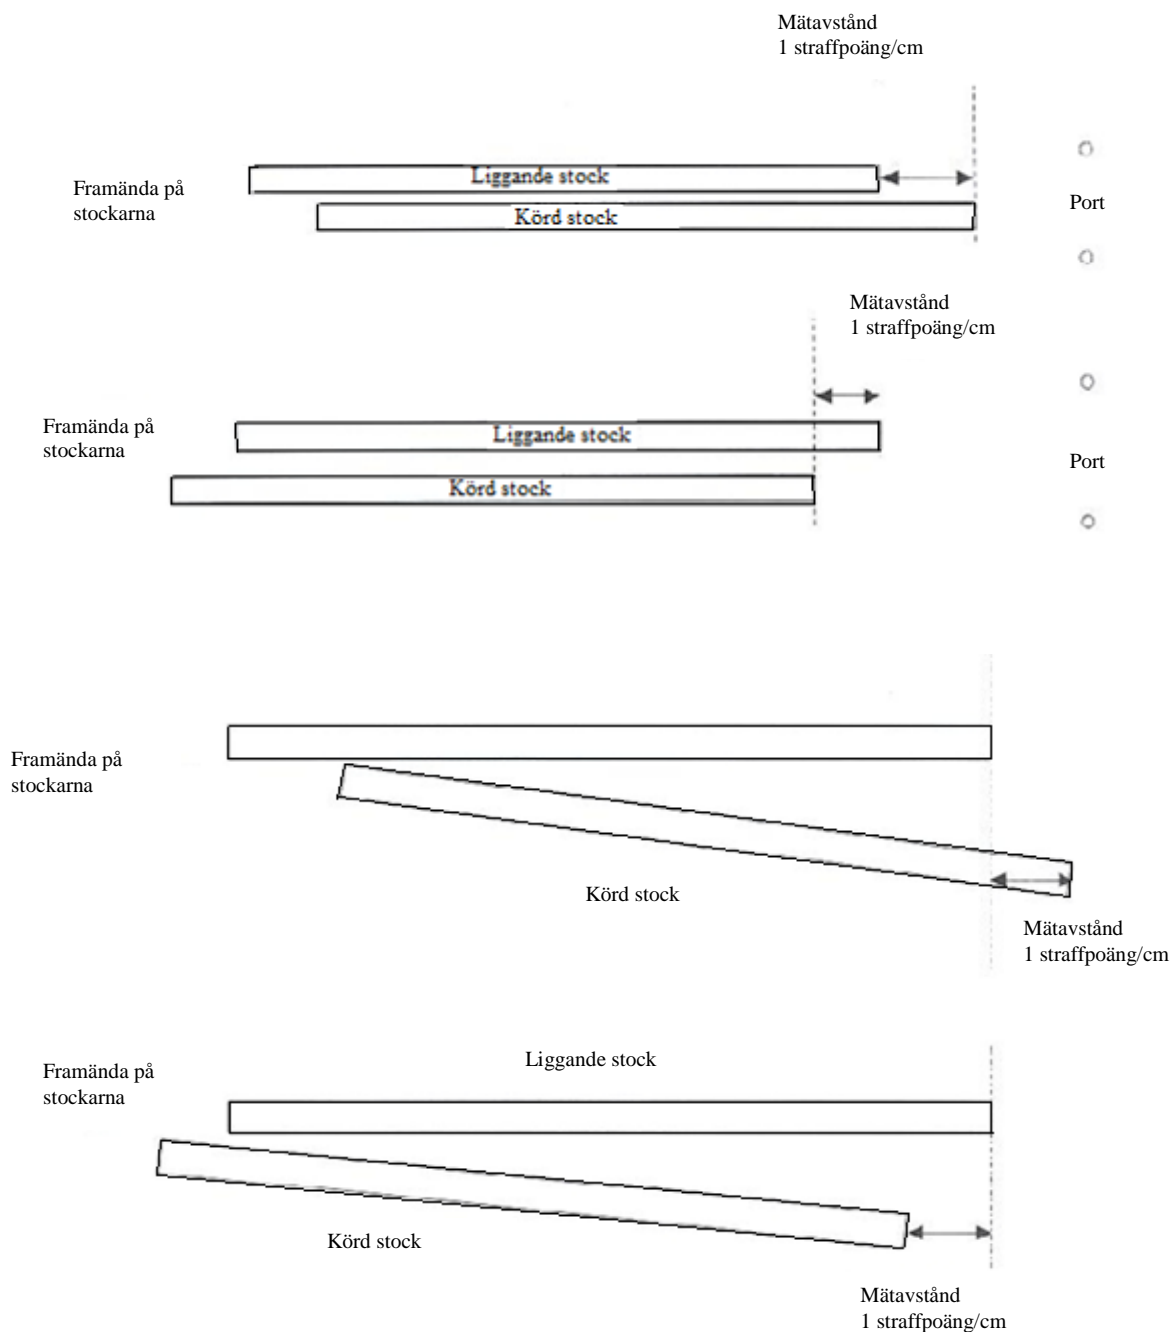 Mätavstånd
1 straffpoäng/cm
Liggande stock
Framända på
stockarna
Port
Körd stock
Mätavstånd
1 straffpoäng/cm
Framända på
stockarna
Liggande stock
Port
Körd stock
Framända på
stockarna
Körd stock
Mätavstånd
1 straffpoäng/cm
Liggande stock
Framända på
stockarna
Körd stock
Mätavstånd
1 straffpoäng/cm